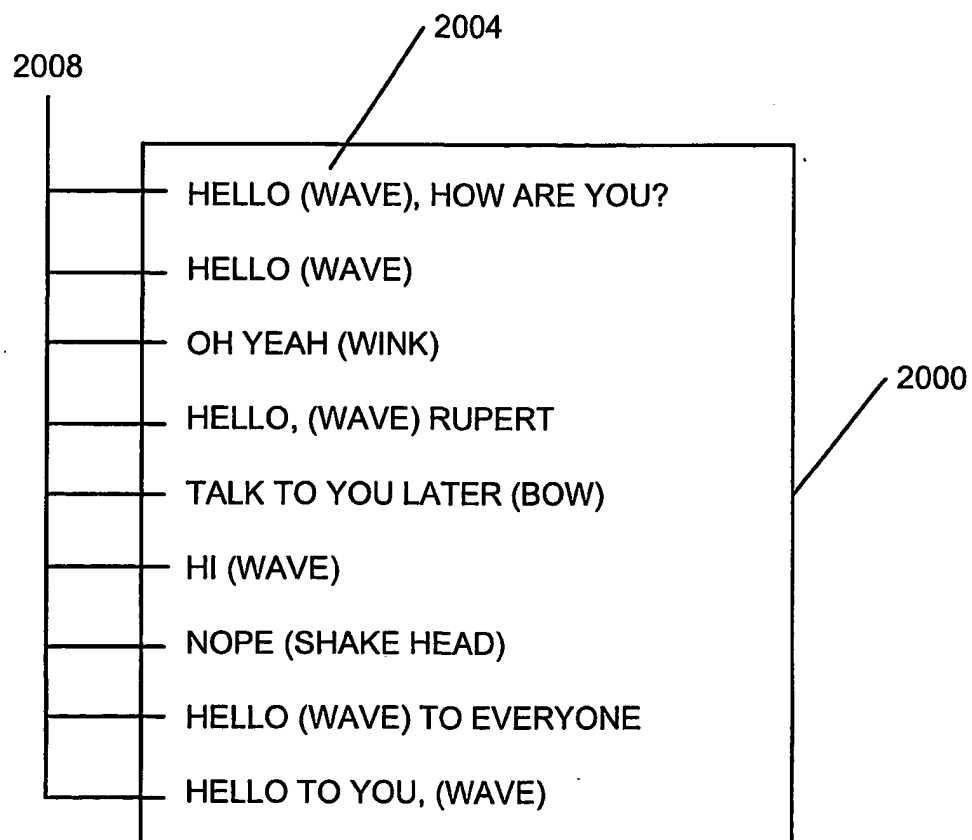 2004
2008
HELLO (WAVE), HOW ARE YOU?
HELLO (WAVE)
OH YEAH (WINK)
2000
HELLO, (WAVE) RUPERT
TALK TO YOU LATER (BOW)
HI (WAVE)
NOPE (SHAKE HEAD)
HELLO (WAVE) TO EVERYONE
HELLO TO YOU, (WAVE)